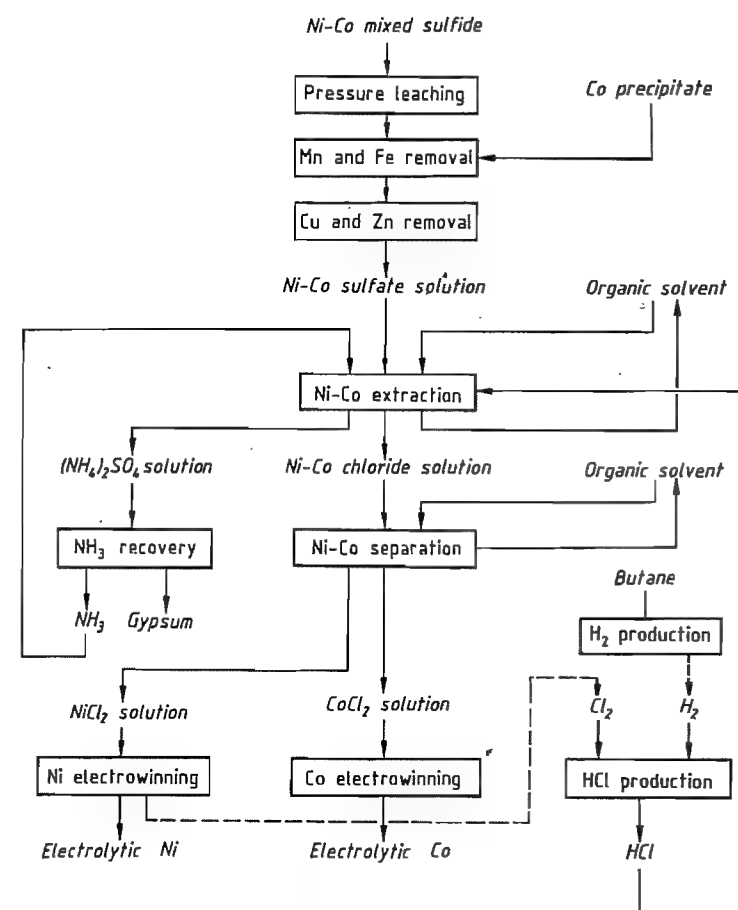 Ni-Co mixed sulfide
Pressure leaching
Co precipitate
Mn and Fe removal
Cu and Zn removal
Ni-Co sulfate solution
Organic solvent
Ni-Co extraction
(NH₄)₂SO₄ solution
Ni-Co chloride solution
Organic solvent
NH₃ recovery
Ni-Co separation
Butane
NH₃
Gypsum
H₂ production
NiCl₂ solution
CoCl₂ solution
Cl₂
H₂
Ni electrowinning
Co electrowinning
HCl production
Electrolytic Ni
Electrolytic Co
HCl